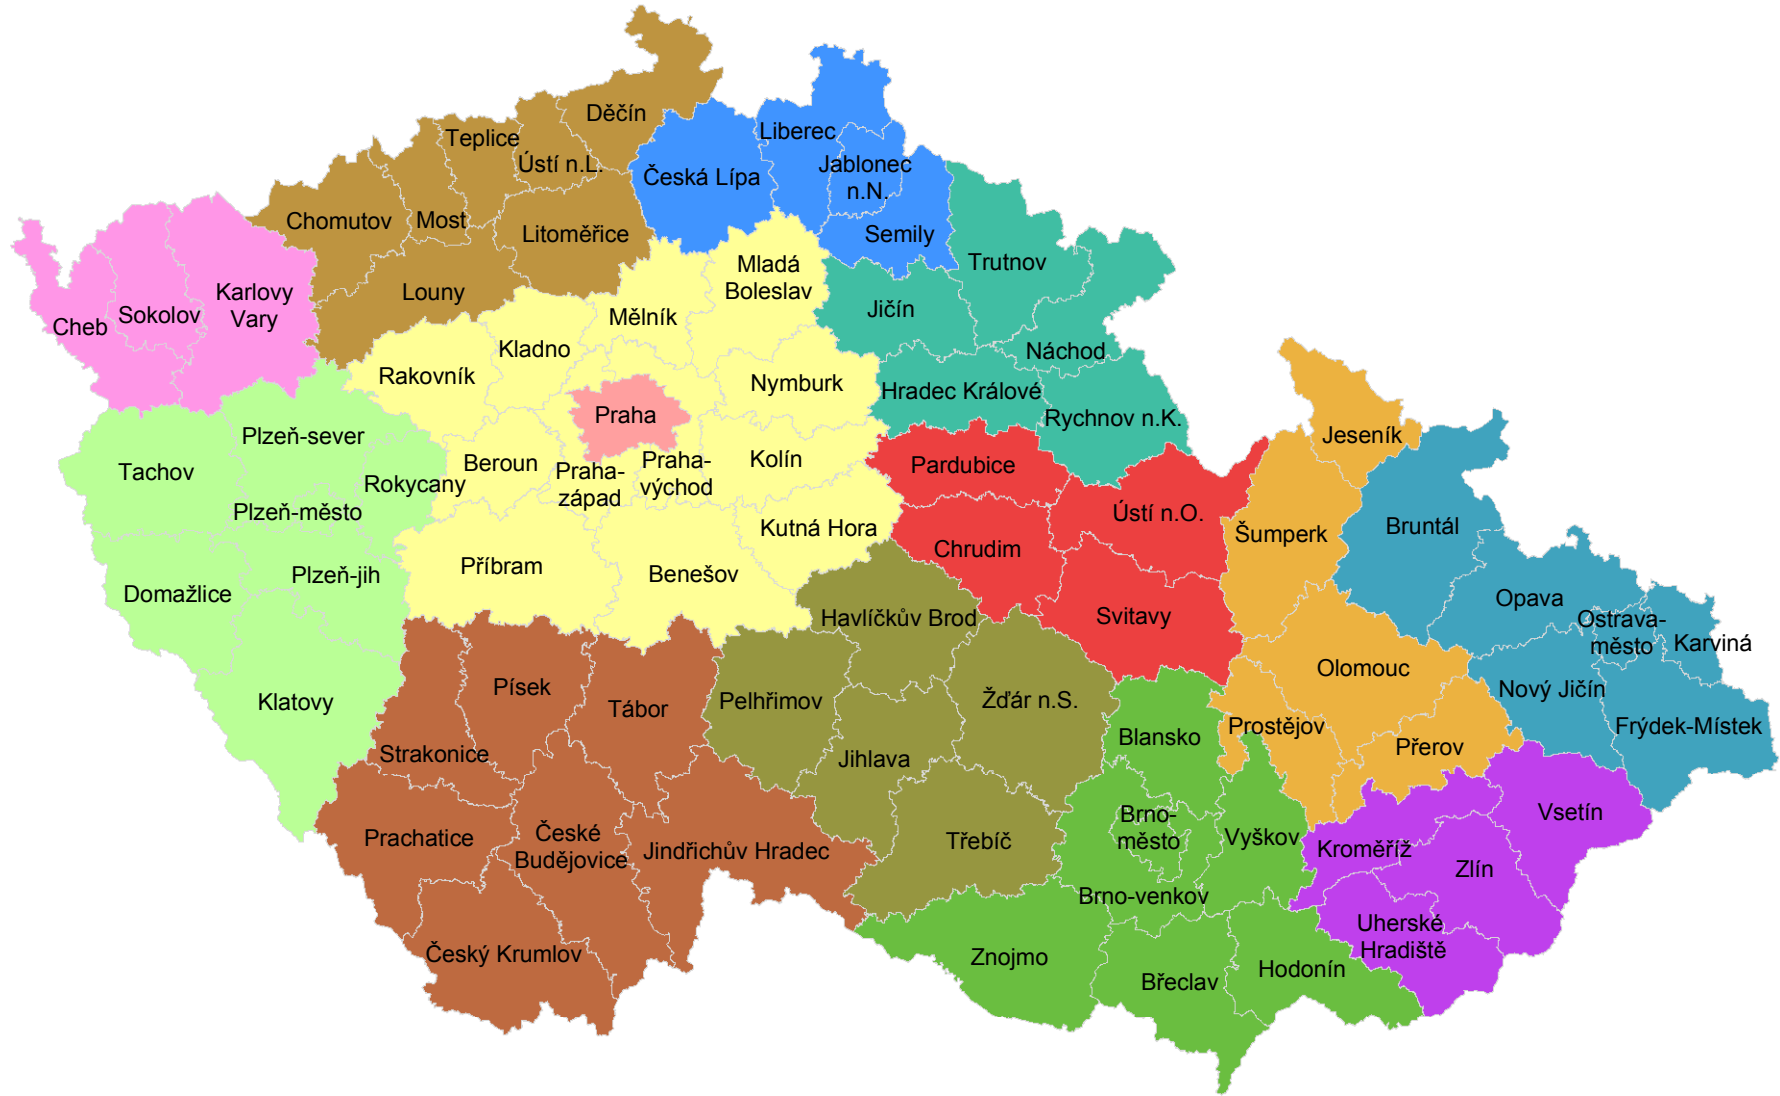 Děčín
Teplice
Ústí n.L.
Liberec
Jablonec
n.N.
Česká Lípa
Chomutov
Most
Litoměřice
Semily
Louny
Trutnov
Mladá
Boleslav
Karlovy
Vary
Sokolov
Cheb
Mělník
Jičín
Kladno
Náchod
Rakovník
Nymburk
Hradec Králové
Praha
Rychnov n.K.
Jeseník
Plzeň-sever
Tachov
Rokycany
Beroun
Praha-
západ
Praha-
východ
Kolín
Pardubice
Plzeň-město
Kutná Hora
Ústí n.O.
Šumperk
Bruntál
Chrudim
Příbram
Benešov
Plzeň-jih
Domažlice
Opava
Havlíčkův Brod
Svitavy
Ostrava-
město
Karviná
Olomouc
Písek
Klatovy
Tábor
Pelhřimov
Žďár n.S.
Nový Jičín
Frýdek-Místek
Prostějov
Přerov
Blansko
Strakonice
Jihlava
Prachatice
České
Budějovice
Jindřichův Hradec
Třebíč
Brno-
město
Vyškov
Kroměříž
Vsetín
Zlín
Brno-venkov
Uherské
Hradiště
Český Krumlov
Znojmo
Břeclav
Hodonín